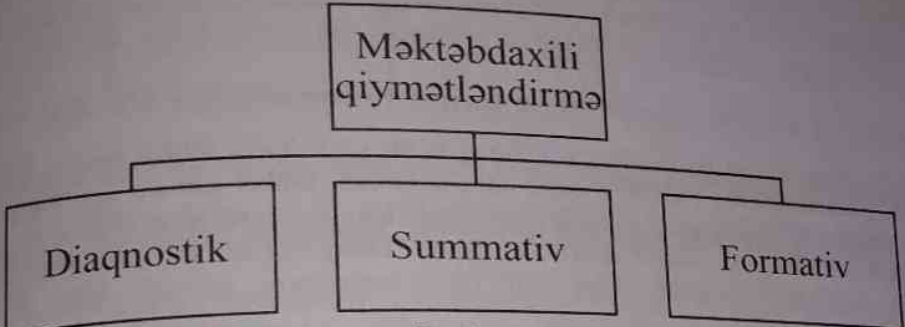 Məktəbdaxili
qiymətləndirmə
Diaqnostik
Summativ
Formativ